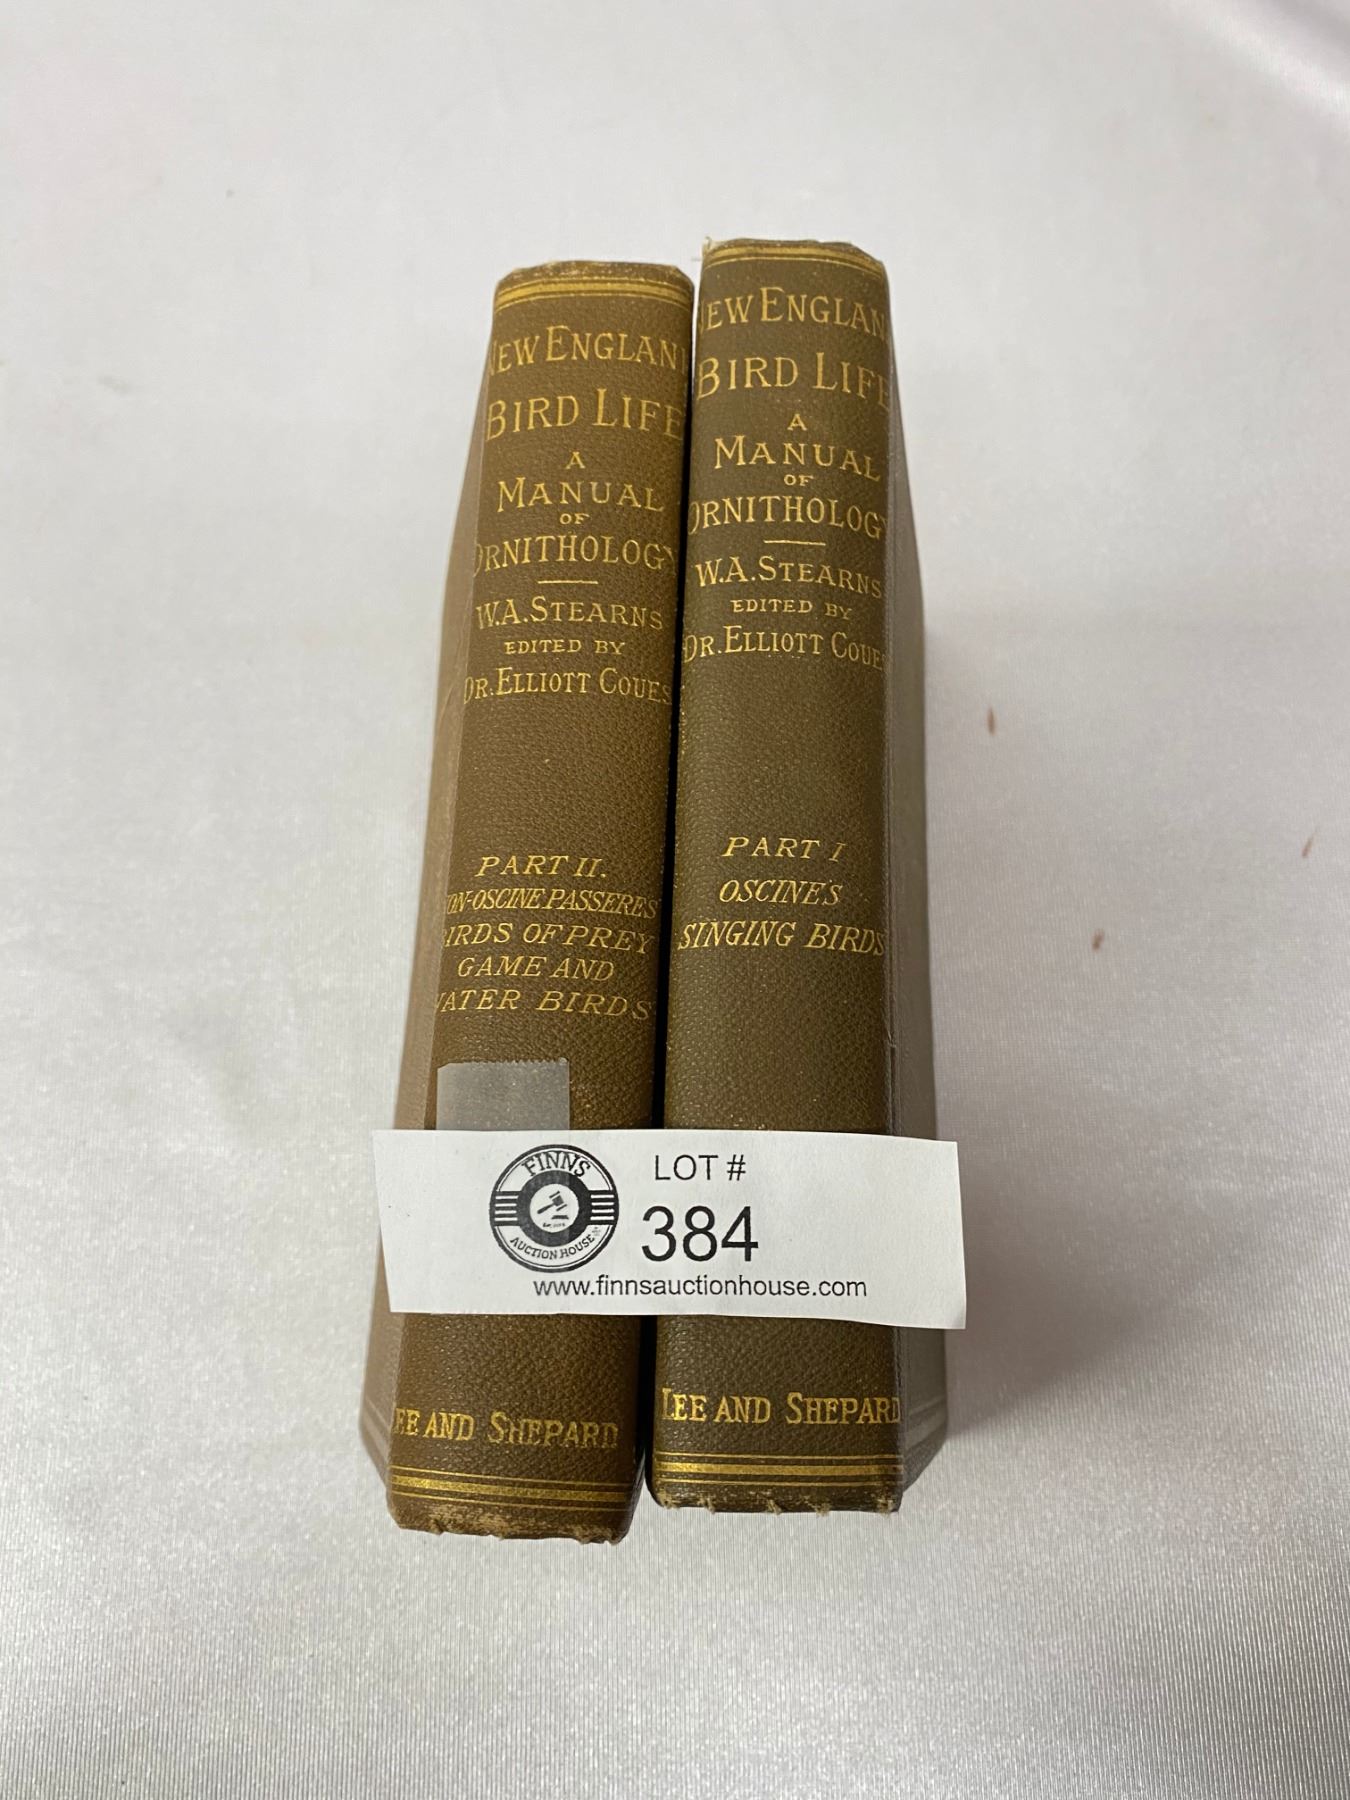 NEW ENGLAND
BIRD LIFE
A
MANUAL
OF
ORNITHOLOGY
W.A. STEARNS
EDITED BY
DR. ELLIOTT COUES
PART II.
NON-OSCINE PASSERES
BIRDS OF PREY
GAME AND
WATER BIRDS
LEE AND SHEPARD
NEW ENGLAND
BIRD LIFE
A
MANUAL
OF
ORNITHOLOGY
W.A. STEARNS
EDITED BY
DR. ELLIOTT COUES
PART I
OSCINES
SINGING BIRDS
LEE AND SHEPARD
FINNS
AUCTION HOUSE
LOT #
384
www.finnsauctionhouse.com